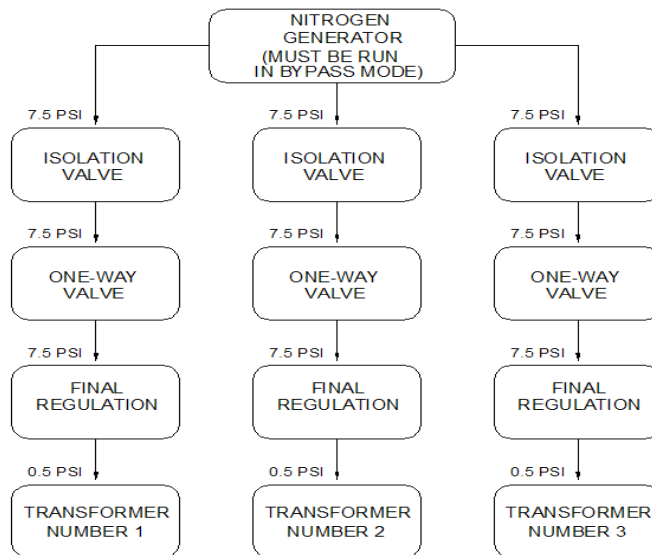 NITROGEN
GENERATOR
(MUST BE RUN
IN BYPASS MODE)
7.5 PSI
7.5 PSI
7.5 PSI
ISOLATION
VALVE
ISOLATION
VALVE
ISOLATION
VALVE
7.5 PSI
7.5 PSI
7.5 PSI
ONE-WAY
VALVE
ONE-WAY
VALVE
ONE-WAY
VALVE
7.5 PSI
7.5 PSI
7.5 PSI
FINAL
REGULATION
FINAL
REGULATION
FINAL
REGULATION
0.5 PSI
0.5 PSI
0.5 PSI
TRANSFORMER
NUMBER 1
TRANSFORMER
NUMBER 2
TRANSFORMER
NUMBER 3